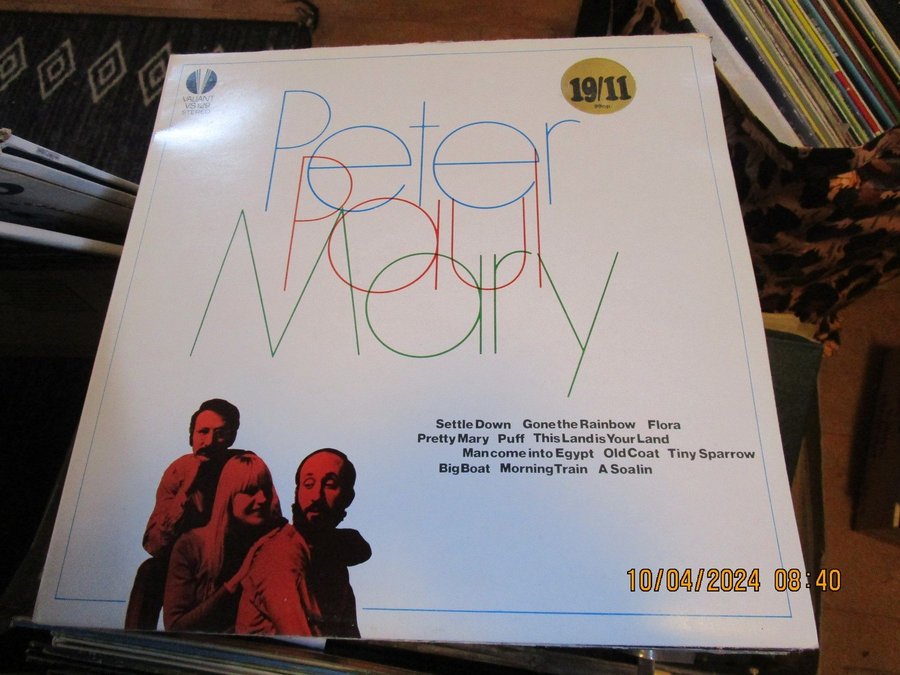 VALIANT
VS 129
STEREO
19/11
99np.
Peter
Paul
Mary
Settle Down Gone the Rainbow Flora
Pretty Mary Puff This Land is Your Land
Man come into Egypt Old Coat Tiny Sparrow
Big Boat Morning Train A Soalin
10/04/2024 08:40